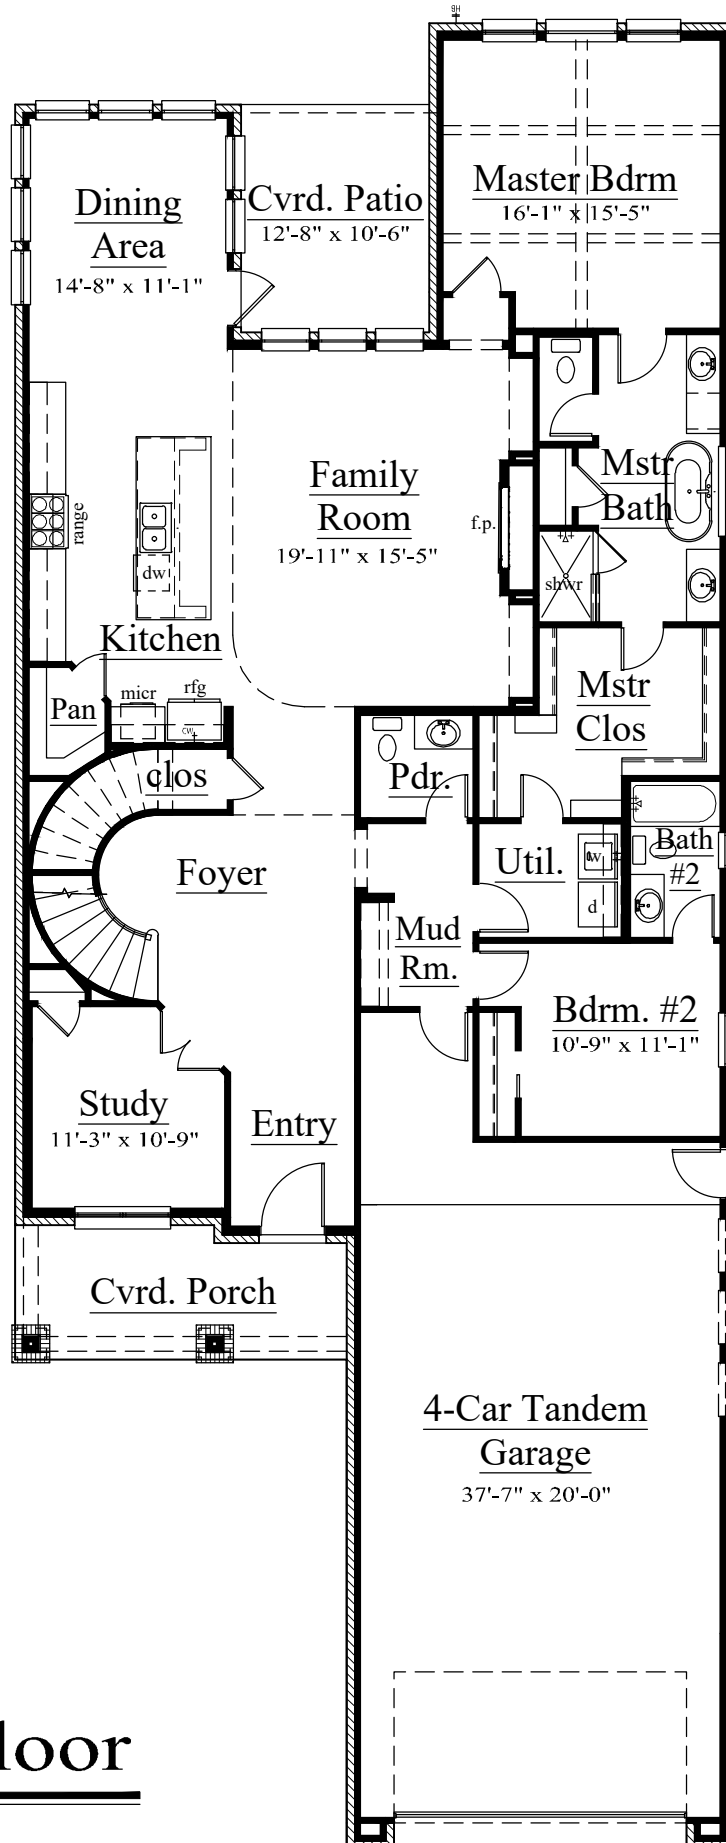 Master Bdrm
16'-1" x 15'-5"
Dining
Area
14'-8" x 11'-1"
Cvrd. Patio
12'-8" x 10'-6"
Family
Room
19'-11" x 15'-5"
f.p.
Mstr
Bath
shwr
range
dw
Kitchen
Pan
micr
rfg
cw
Mstr
Clos
clos
Pdr.
Foyer
Util.
w
d
Bath
#2
Mud
Rm.
Bdrm. #2
10'-9" x 11'-1"
Study
11'-3" x 10'-9"
Entry
Cvrd. Porch
4-Car Tandem
Garage
37'-7" x 20'-0"
loor